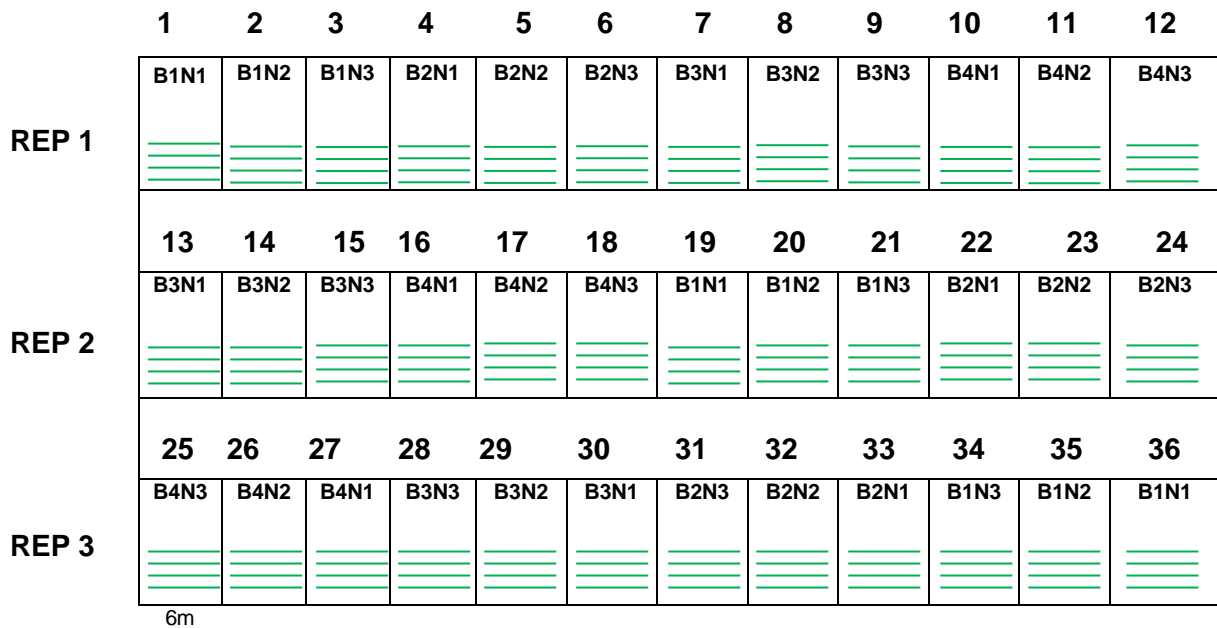 1 2 3 4 5 6 7 8 9 10 11 12
B1N1 B1N2 B1N3 B2N1 B2N2 B2N3 B3N1 B3N2 B3N3 B4N1 B4N2 B4N3
REP 1
13 14 15 16 17 18 19 20 21 22 23 24
B3N1 B3N2 B3N3 B4N1 B4N2 B4N3 B1N1 B1N2 B1N3 B2N1 B2N2 B2N3
REP 2
25 26 27 28 29 30 31 32 33 34 35 36
B4N3 B4N2 B4N1 B3N3 B3N2 B3N1 B2N3 B2N2 B2N1 B1N3 B1N2 B1N1
REP 3
6m